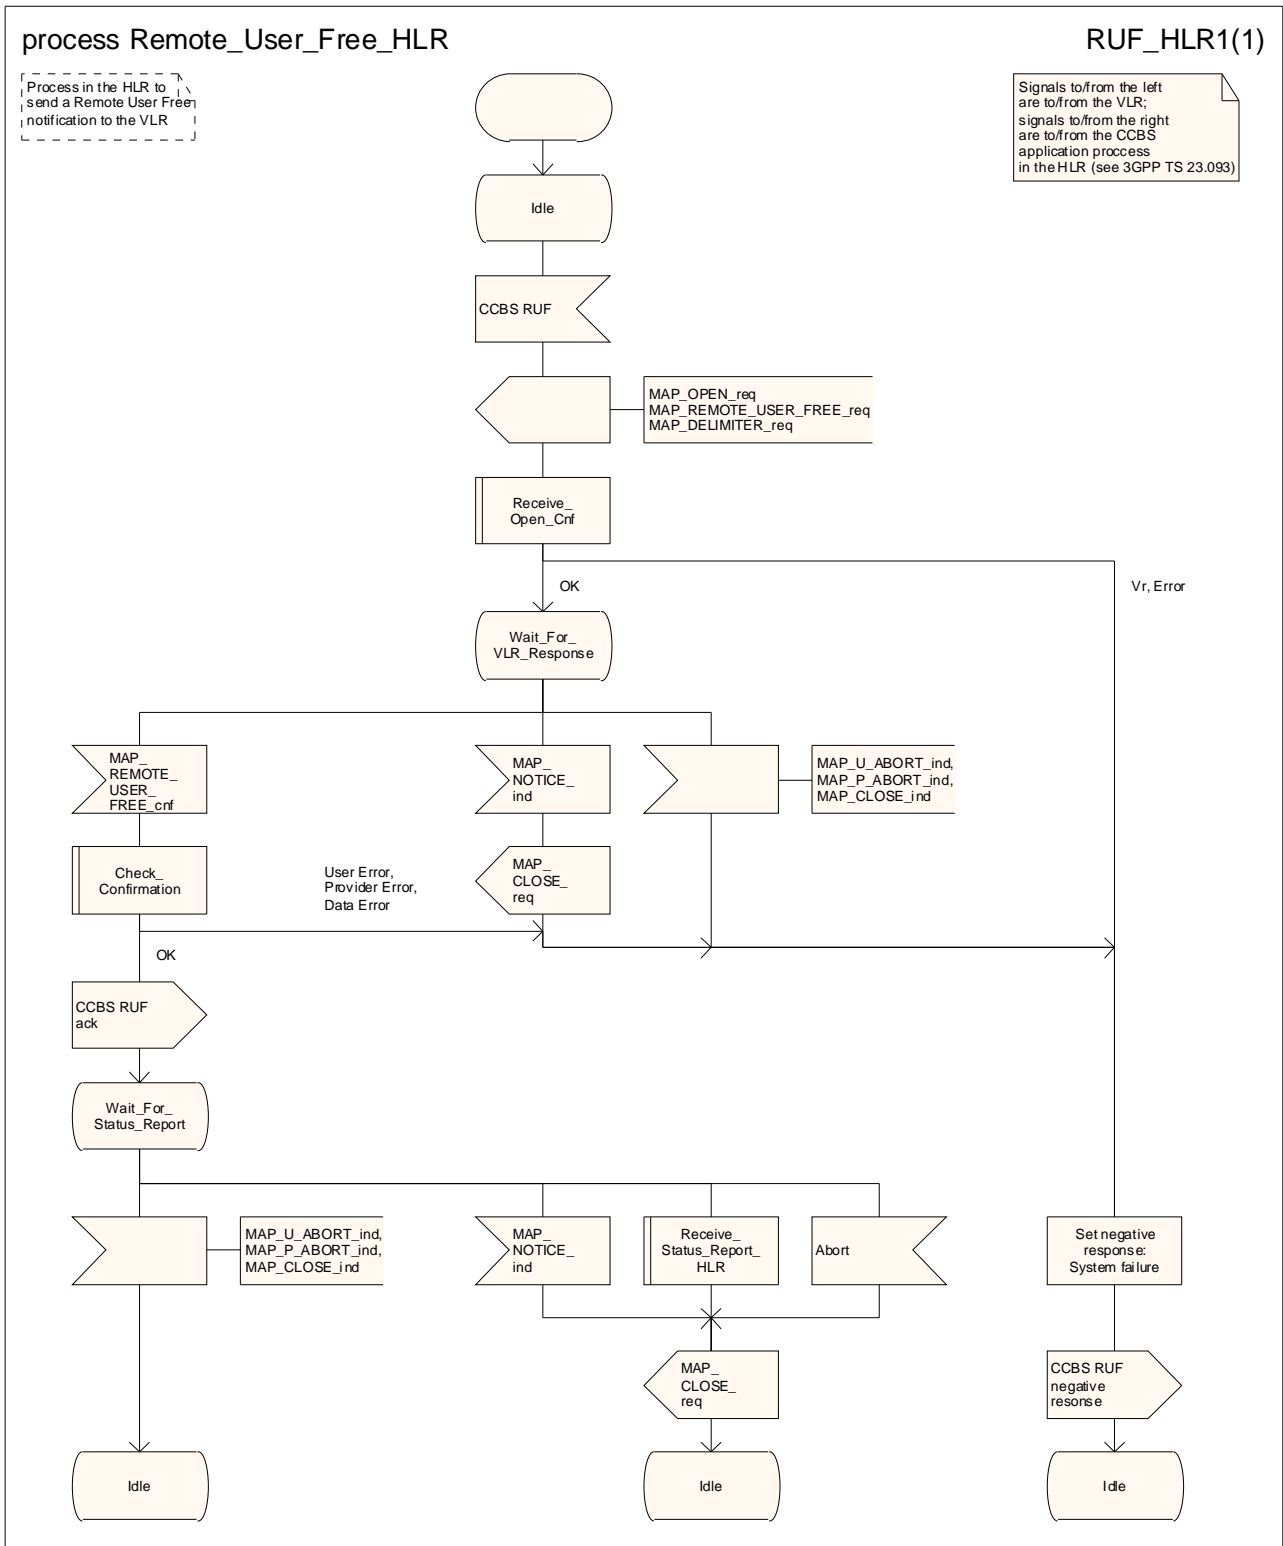 process Remote_User_Free_HLR
RUF_HLR1(1)
Process in the HLR to
send a Remote User Free
notification to the VLR
Signals to/from the left
are to/from the VLR;
signals to/from the right
are to/from the CCBS
application proccess
in the HLR (see 3GPP TS 23.093)
Idle
CCBS RUF
MAP_OPEN_req
MAP_REMOTE_USER_FREE_req
MAP_DELIMITER_req
Receive_
Open_Cnf
OK
Vr, Error
Wait_For_
VLR_Response
MAP_
REMOTE_
USER_
FREE_cnf
MAP_
NOTICE_
ind
MAP_U_ABORT_ind,
MAP_P_ABORT_ind,
MAP_CLOSE_ind
Check_
Confirmation
User Error,
Provider Error,
Data Error
MAP_
CLOSE_
req
OK
CCBS RUF
ack
Wait_For_
Status_Report
MAP_U_ABORT_ind,
MAP_P_ABORT_ind,
MAP_CLOSE_ind
MAP_
NOTICE_
ind
Receive_
Status_Report_
HLR
Abort
Set negative
response:
System failure
MAP_
CLOSE_
req
CCBS RUF
negative
resonse
Idle
Idle
Idle